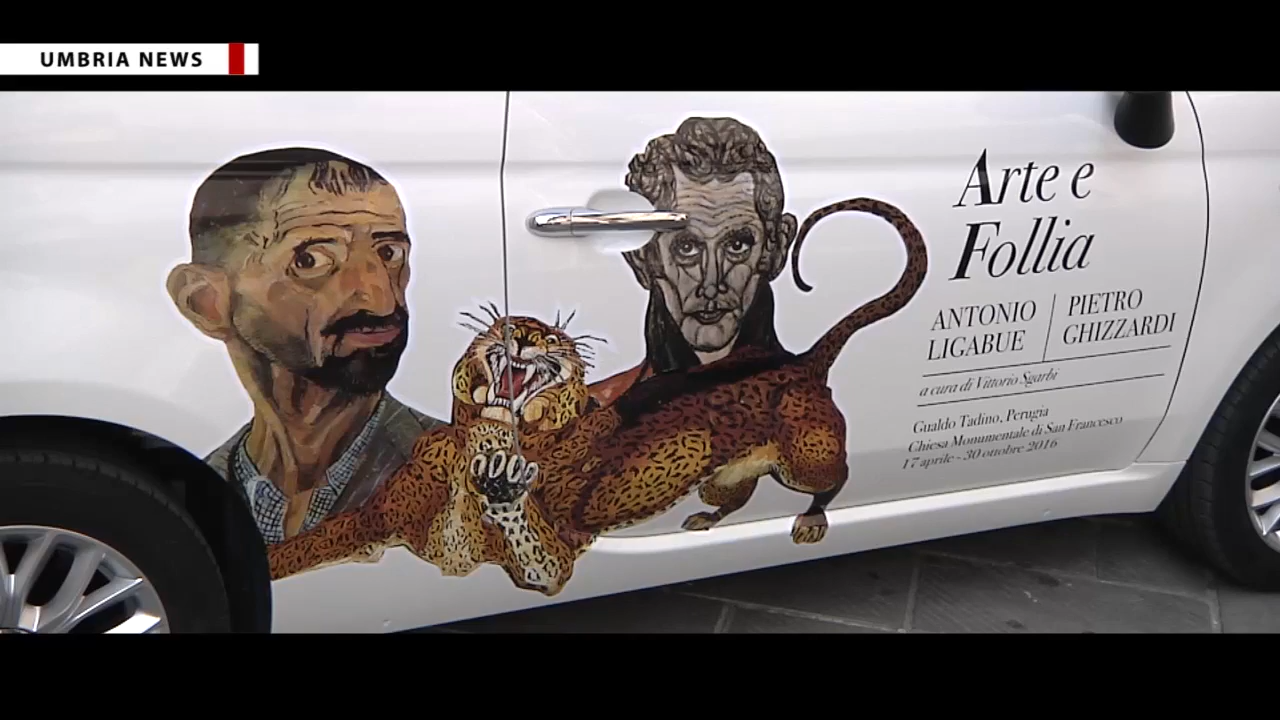 UMBRIA NEWS
Arte e
Follia
ANTONIO
LIGABUE
PIETRO
GHIZZARDI
a cura di Vittorio Sgarbi
Gualdo Tadino, Perugia
Chiesa Monumentale di San Francesco
17 aprile - 30 ottobre 2016